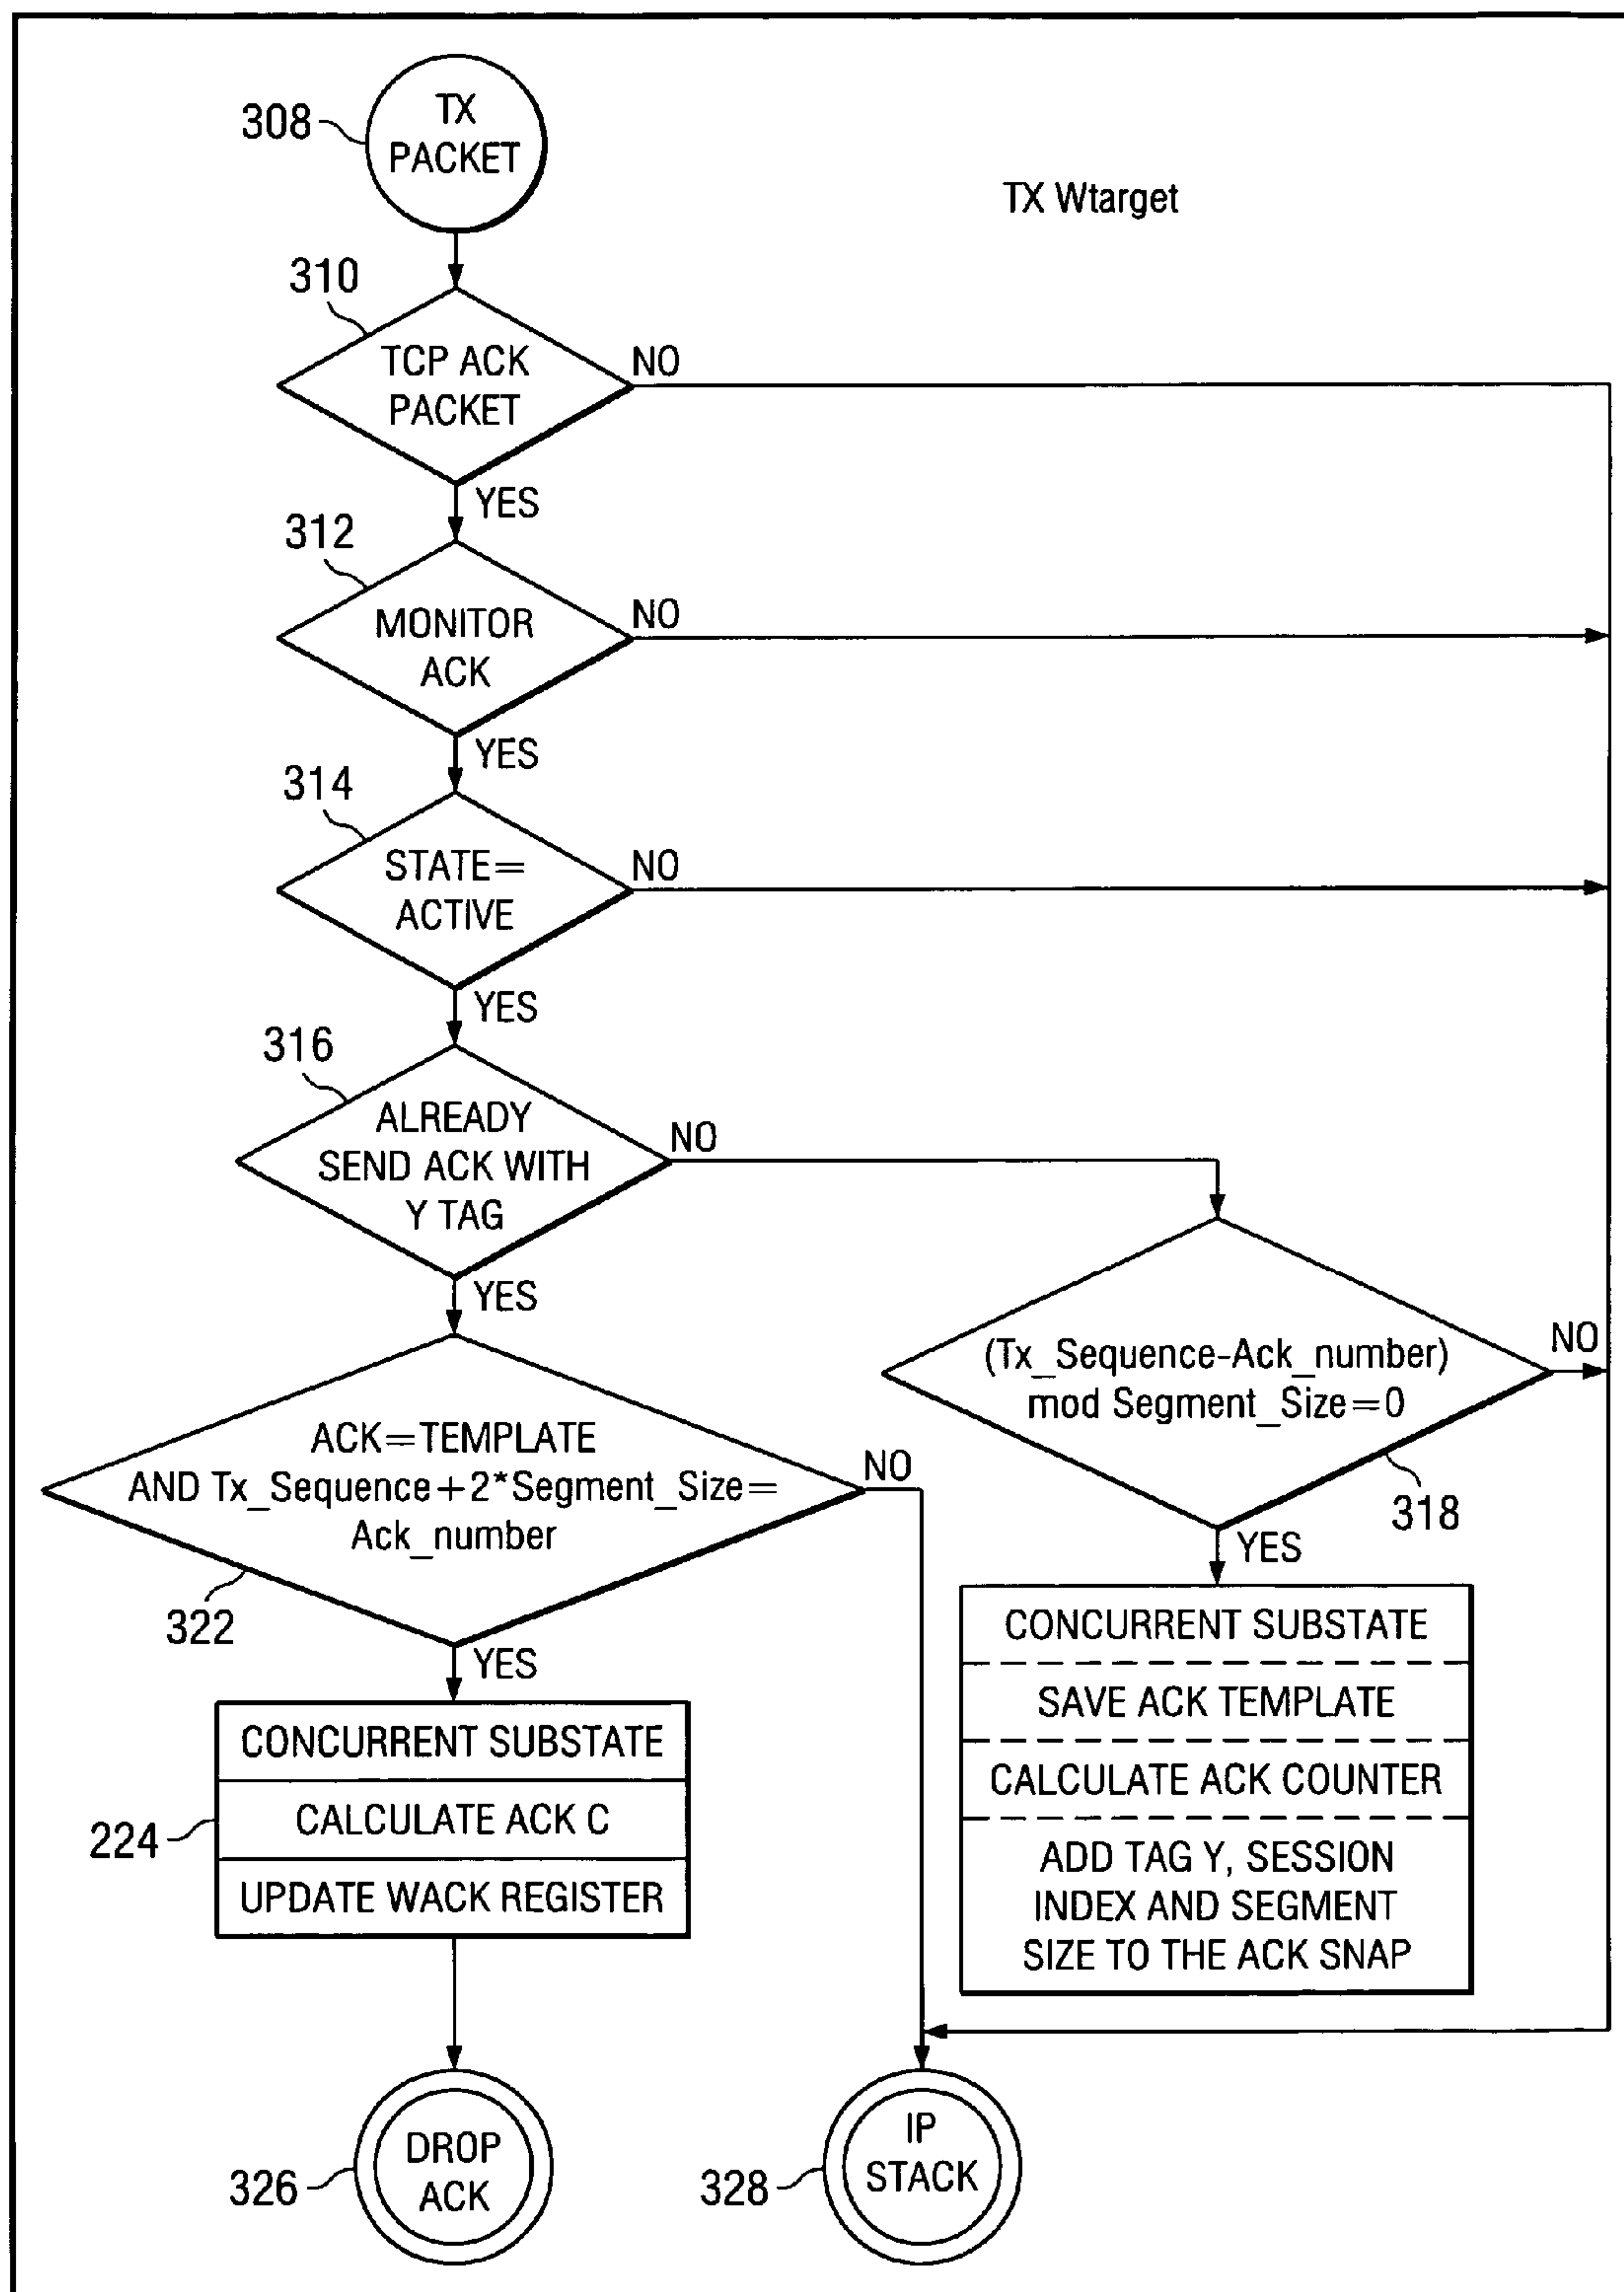 308
TX
PACKET
TX Wtarget
310
TCP ACK
PACKET
NO
YES
312
MONITOR
ACK
NO
YES
314
STATE=
ACTIVE
NO
YES
316
ALREADY
SEND ACK WITH
Y TAG
NO
YES
(Tx_Sequence-Ack_number)
mod Segment_Size=0
NO
318
YES
ACK=TEMPLATE
AND Tx_Sequence+2*Segment_Size=
Ack_number
NO
322
YES
CONCURRENT SUBSTATE
SAVE ACK TEMPLATE
CALCULATE ACK COUNTER
ADD TAG Y, SESSION
INDEX AND SEGMENT
SIZE TO THE ACK SNAP
CONCURRENT SUBSTATE
224
CALCULATE ACK C
UPDATE WACK REGISTER
326
DROP
ACK
328
IP
STACK